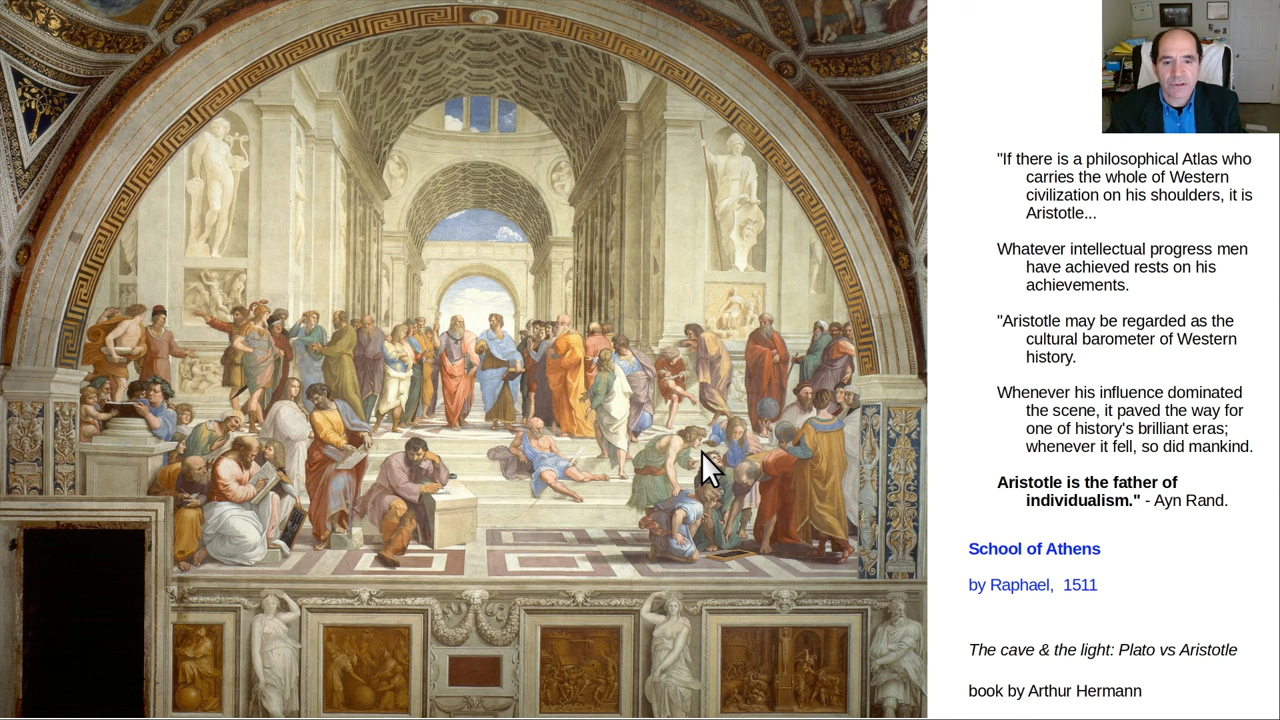 "If there is a philosophical Atlas who
carries the whole of Western
civilization on his shoulders, it is
Aristotle...
Whatever intellectual progress men
have achieved rests on his
achievements.
"Aristotle may be regarded as the
cultural barometer of Western
history.
Whenever his influence dominated
the scene, it paved the way for
one of history's brilliant eras;
whenever it fell, so did mankind.
Aristotle is the father of
individualism." - Ayn Rand.
School of Athens
by Raphael,  1511
The cave & the light: Plato vs Aristotle
book by Arthur Hermann